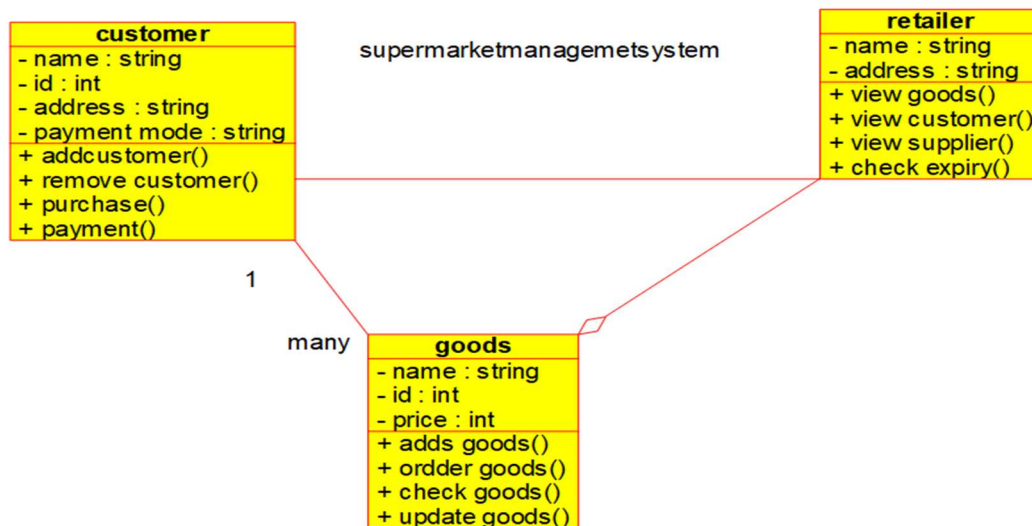 customer
- name : string
- id : int
- address : string
- payment mode : string
+ addcustomer()
+ remove customer()
+ purchase()
+ payment()
supermarketmanagemetsystem
retailer
- name : string
- address : string
+ view goods()
+ view customer()
+ view supplier()
+ check expiry()
1
many
goods
- name : string
- id : int
- price : int
+ adds goods()
+ ordder goods()
+ check goods()
+ update goods()